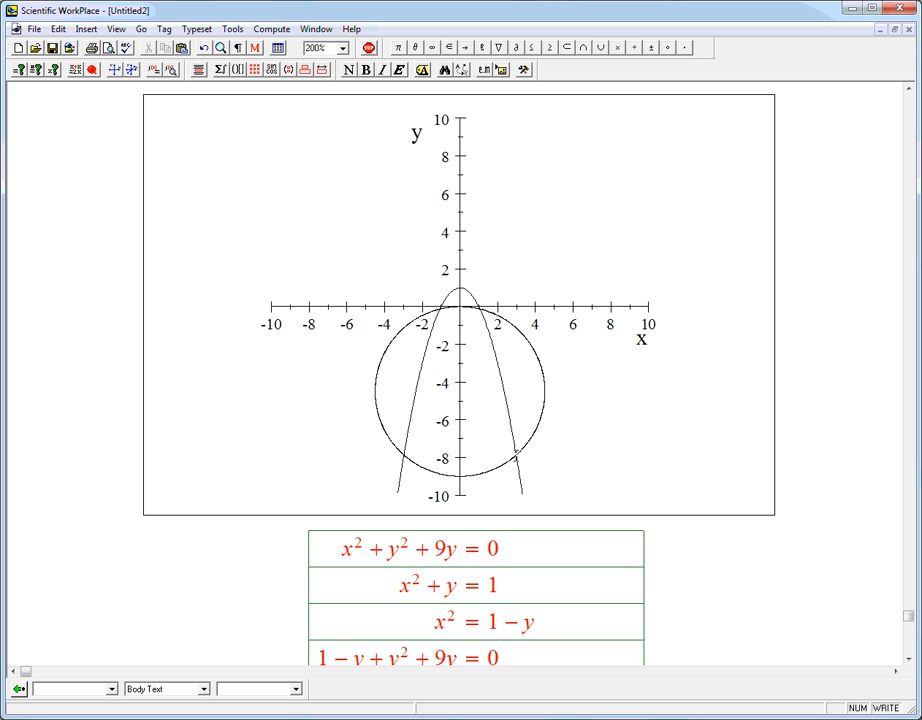 Scientific WorkPlace - [Untitled2]
File Edit Insert View Go Tag Typeset Tools Compute Window Help
200%
10
y
8
6
4
2
-10 -8 -6 -4 -2 2 4 6 8 10
x
-2
-4
-6
-8
-10
x² + y² + 9y = 0
x² + y = 1
x² = 1 − y
1 − y + y² + 9y = 0
Body Text
NUM WRITE